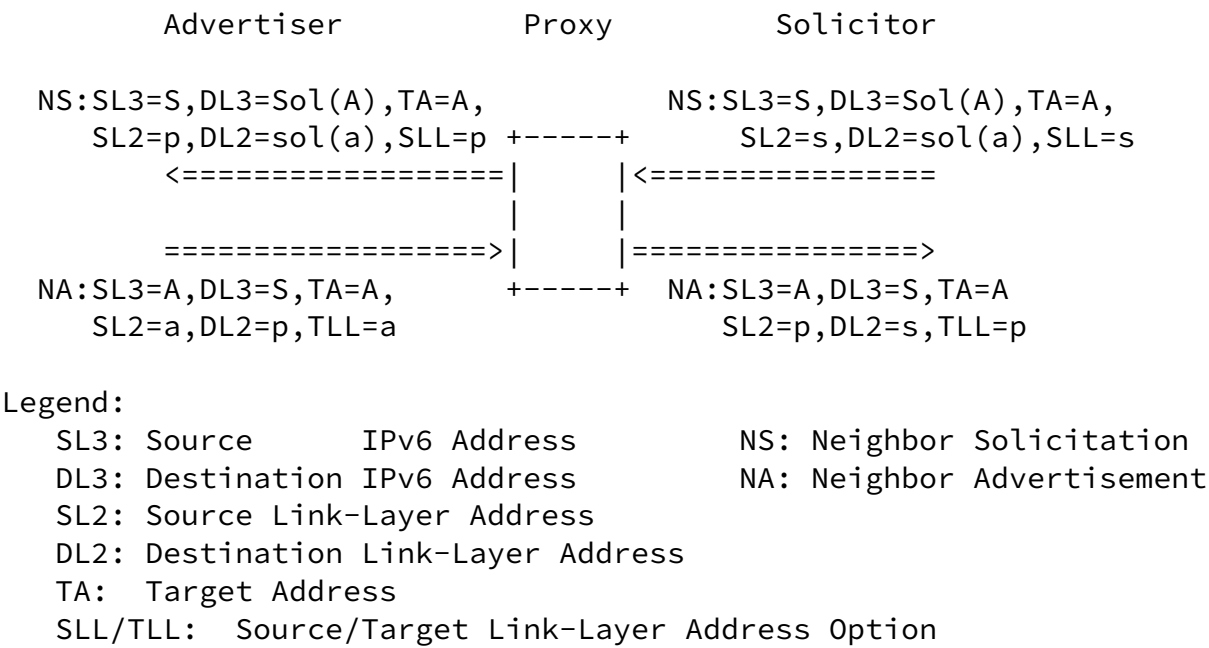 Advertiser          Proxy         Solicitor

  NS:SL3=S,DL3=Sol(A),TA=A,          NS:SL3=S,DL3=Sol(A),TA=A,
     SL2=p,DL2=sol(a),SLL=p +-----+      SL2=s,DL2=sol(a),SLL=s
         <==================|     |<================
                            |     |
         ==================>|     |================>
  NA:SL3=A,DL3=S,TA=A,      +-----+  NA:SL3=A,DL3=S,TA=A
     SL2=a,DL2=p,TLL=a                  SL2=p,DL2=s,TLL=p

Legend:
   SL3: Source      IPv6 Address         NS: Neighbor Solicitation
   DL3: Destination IPv6 Address         NA: Neighbor Advertisement
   SL2: Source Link-Layer Address
   DL2: Destination Link-Layer Address
   TA:  Target Address
   SLL/TLL:  Source/Target Link-Layer Address Option